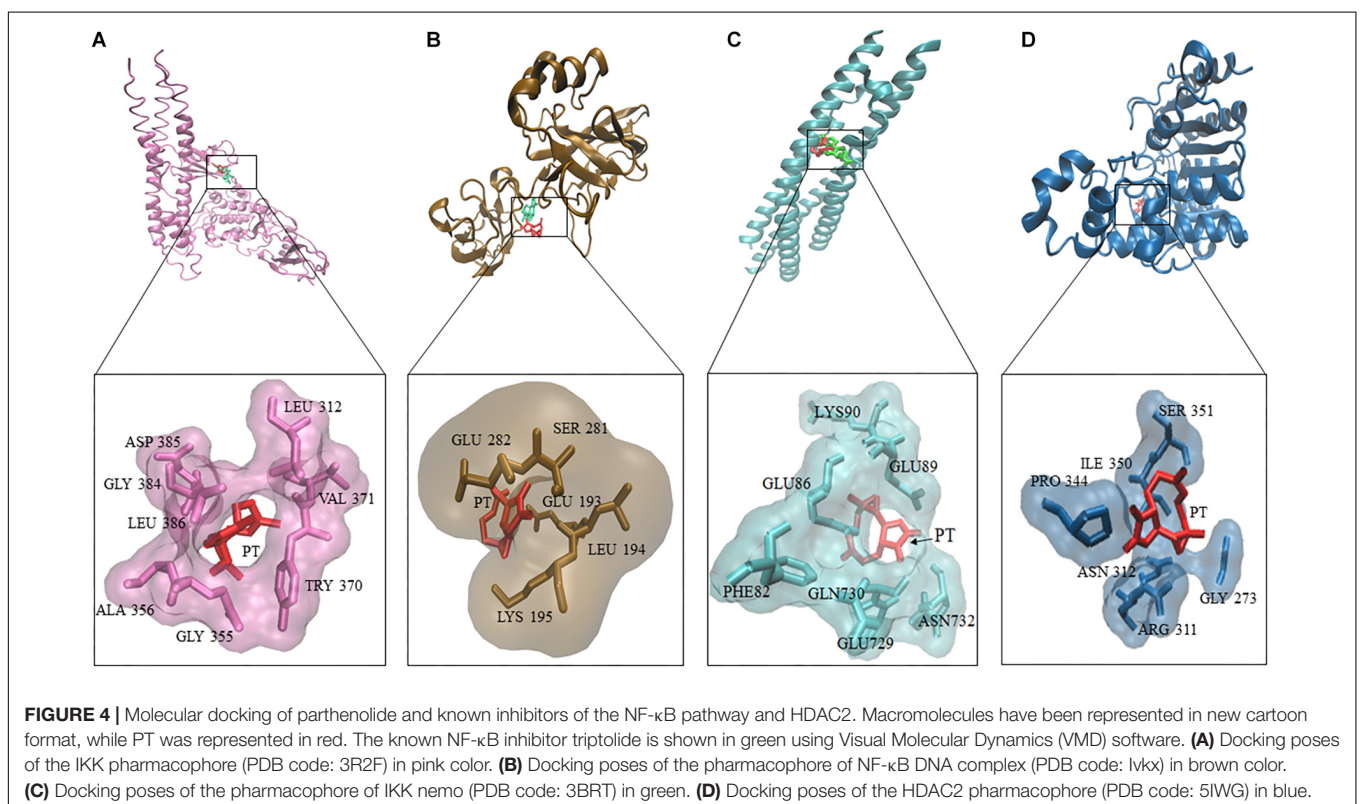 A
B
C
D
LEU 312
ASP 385
GLY 384
VAL 371
LEU 386
PT
TRY 370
ALA 356
GLY 355
GLU 282
SER 281
PT
GLU 193
LEU 194
LYS 195
LYS90
GLU89
GLU86
PT
PHE82
GLN730
ASN732
GLU729
SER 351
ILE 350
PRO 344
PT
ASN 312
GLY 273
ARG 311
FIGURE 4 | Molecular docking of parthenolide and known inhibitors of the NF-κB pathway and HDAC2. Macromolecules have been represented in new cartoon
format, while PT was represented in red. The known NF-κB inhibitor triptolide is shown in green using Visual Molecular Dynamics (VMD) software. (A) Docking poses
of the IKK pharmacophore (PDB code: 3R2F) in pink color. (B) Docking poses of the pharmacophore of NF-κB DNA complex (PDB code: lvkx) in brown color.
(C) Docking poses of the pharmacophore of IKK nemo (PDB code: 3BRT) in green. (D) Docking poses of the HDAC2 pharmacophore (PDB code: 5IWG) in blue.